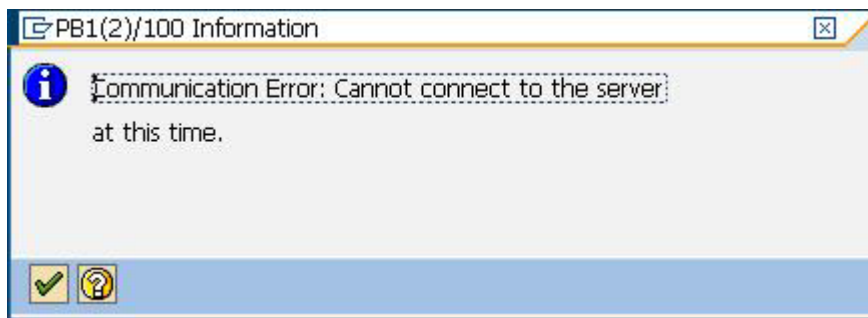 PB1(2)/100 Information
Communication Error: Cannot connect to the server
at this time.